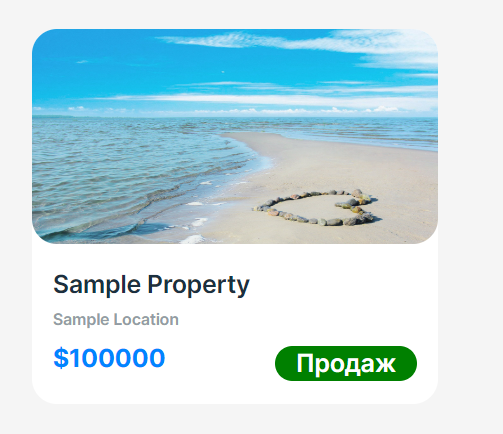 Sample Property
Sample Location
$100000
Продаж